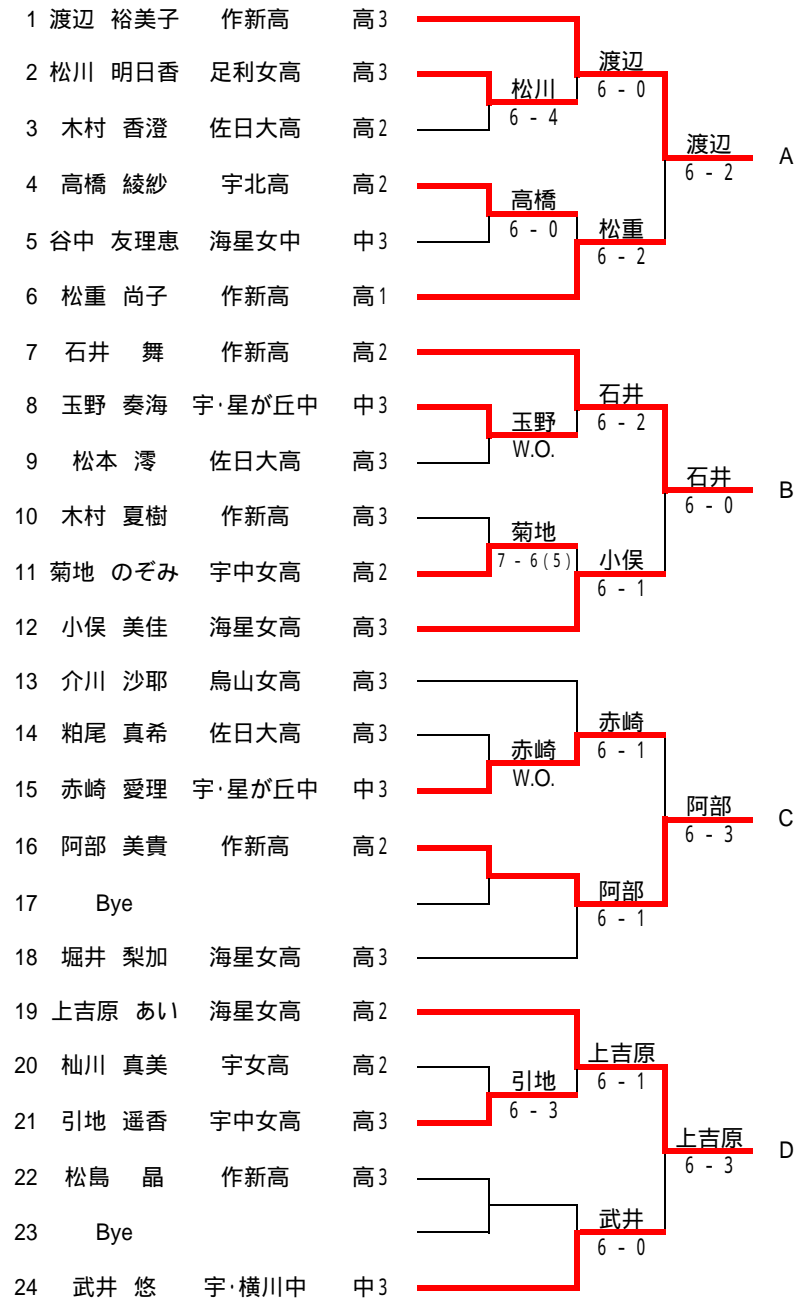 1 渡辺 裕美子 作新高 高3
2 松川 明日香 足利女高 高3
3 木村 香澄 佐日大高 高2
4 高橋 綾紗 宇北高 高2
5 谷中 友理恵 海星女中 中3
6 松重 尚子 作新高 高1
7 石井 舞 作新高 高2
8 玉野 奏海 宇・星が丘中 中3
9 松本 澪 佐日大高 高3
10 木村 夏樹 作新高 高3
11 菊地 のぞみ 宇中女高 高2
12 小俣 美佳 海星女高 高3
13 介川 沙耶 烏山女高 高3
14 粕尾 真希 佐日大高 高3
15 赤崎 愛理 宇・星が丘中 中3
16 阿部 美貴 作新高 高2
17 Bye
18 堀井 梨加 海星女高 高3
19 上吉原 あい 海星女高 高2
20 杣川 真美 宇女高 高2
21 引地 遥香 宇中女高 高3
22 松島 晶 作新高 高3
23 Bye
24 武井 悠 宇・横川中 中3
松川
6 - 4
高橋
6 - 0
玉野
W.O.
菊地
7 - 6(5)
赤崎
W.O.
引地
6 - 3
渡辺
6 - 0
松重
6 - 2
石井
6 - 2
小俣
6 - 1
赤崎
6 - 1
阿部
6 - 1
上吉原
6 - 1
武井
6 - 0
渡辺
6 - 2
A
石井
6 - 0
B
阿部
6 - 3
C
上吉原
6 - 3
D